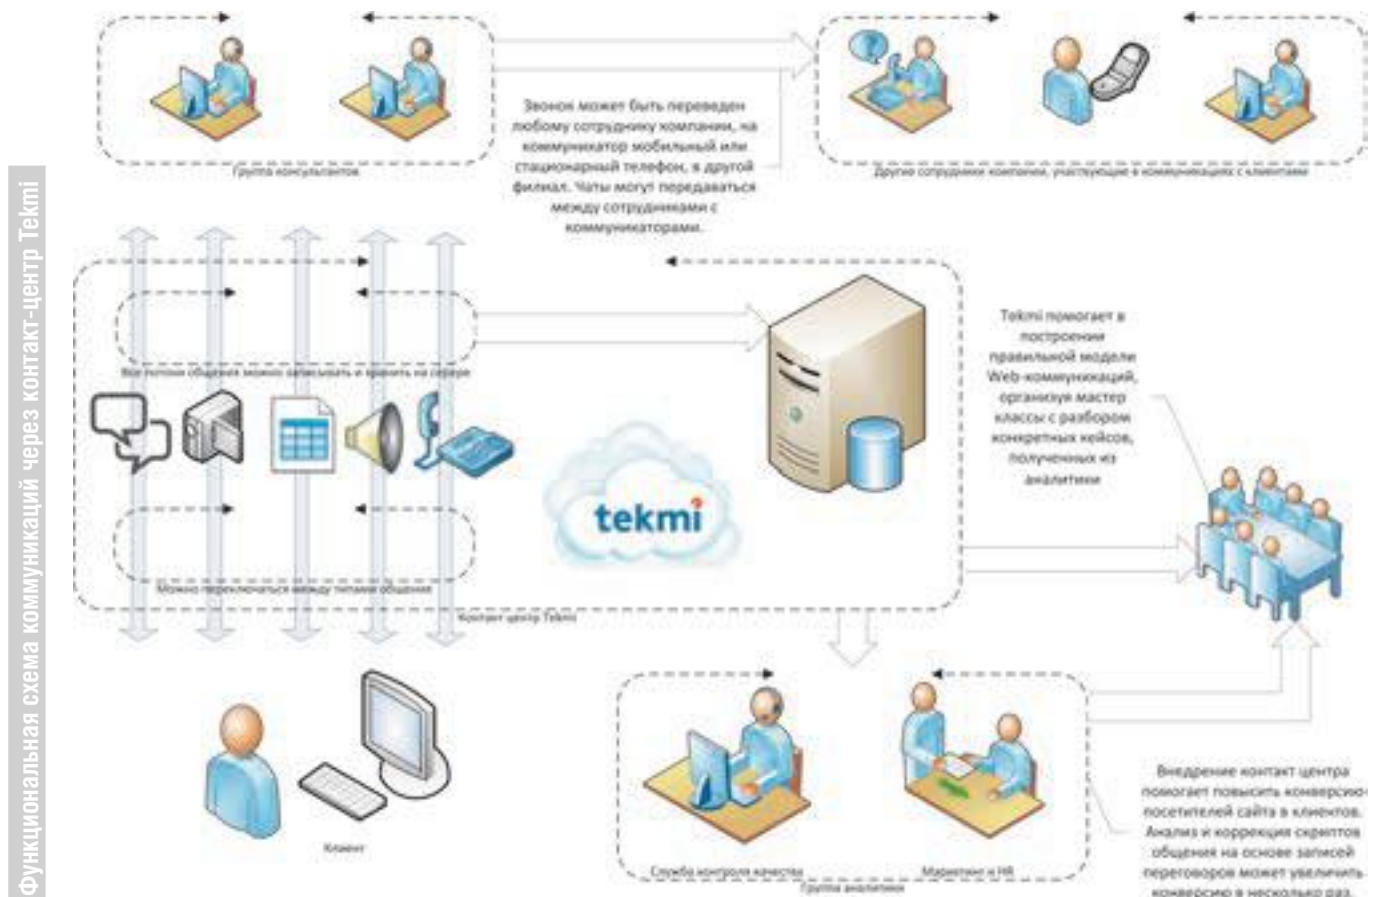 Функциональная схема коммуникаций через контакт-центр Tekmi
Группа консультантов
Звонок может быть переведен
любому сотруднику компании, на
коммуникатор мобильный или
стационарный телефон, в другой
филиал. Чаты могут передаваться
между сотрудниками с
коммуникаторами.
Другие сотрудники компании, участвующие в коммуникациях с клиентами
Все потоки общения можно записывать и хранить на сервере
tekmi
Tekmi помогает в
построении
правильной модели
Web-коммуникаций,
организуя мастер
классы с разбором
конкретных кейсов,
полученных из
аналитики
Можно переключаться между типами общения
Контакт центр Tekmi
Клиент
Служба контроля качества
Маркетинг и HR
Группа аналитики
Внедрение контакт центра
помогает повысить конверсию
посетителей сайта в клиентов.
Анализ и коррекция скриптов
общения на основе записей
переговоров может увеличить
конверсию в несколько раз.